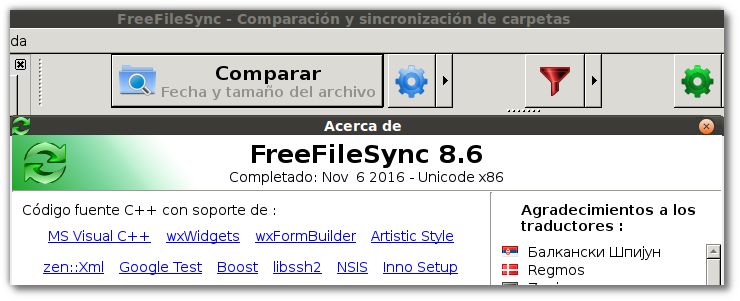 FreeFileSync - Comparación y sincronización de carpetas
da
Comparar
Fecha y tamaño del archivo
Acerca de
FreeFileSync 8.6
Completado: Nov 6 2016 - Unicode x86
Código fuente C++ con soporte de :
MS Visual C++ wxWidgets wxFormBuilder Artistic Style
zen::Xml Google Test Boost libssh2 NSIS Inno Setup
Agradecimientos a los
traductores :
Балкански Шпијун
Regmos